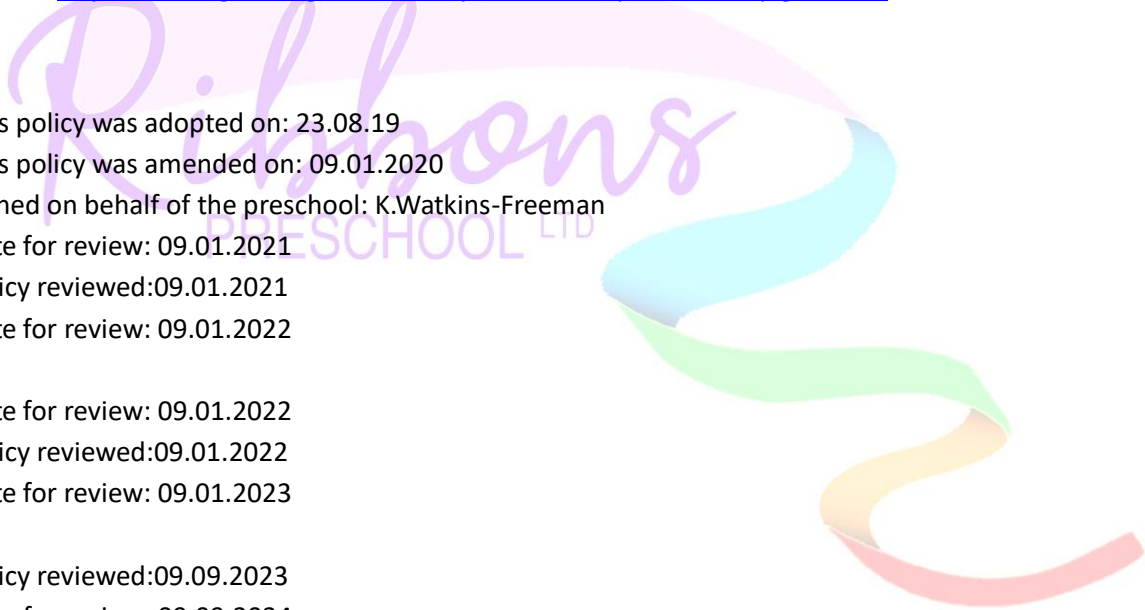 Ribbons
PRESCHOOL LTD
s policy was adopted on: 23.08.19
s policy was amended on: 09.01.2020
ned on behalf of the preschool: K.Watkins-Freeman
te for review: 09.01.2021
icy reviewed:09.01.2021
te for review: 09.01.2022
te for review: 09.01.2022
icy reviewed:09.01.2022
te for review: 09.01.2023
icy reviewed:09.09.2023